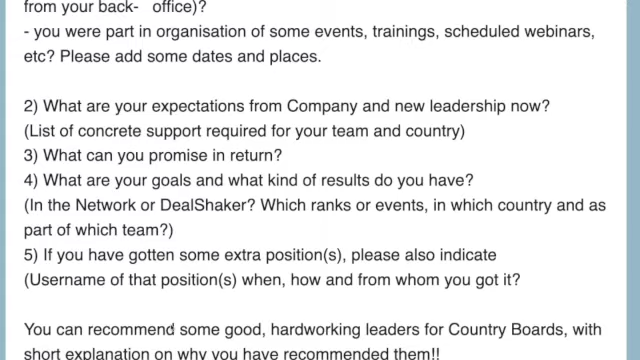 from your back-   office)?
- you were part in organisation of some events, trainings, scheduled webinars,
etc? Please add some dates and places.
2) What are your expectations from Company and new leadership now?
(List of concrete support required for your team and country)
3) What can you promise in return?
4) What are your goals and what kind of results do you have?
(In the Network or DealShaker? Which ranks or events, in which country and as
part of which team?)
5) If you have gotten some extra position(s), please also indicate
(Username of that position(s) when, how and from whom you got it?
You can recommend some good, hardworking leaders for Country Boards, with
short explanation on why you have recommended them!!